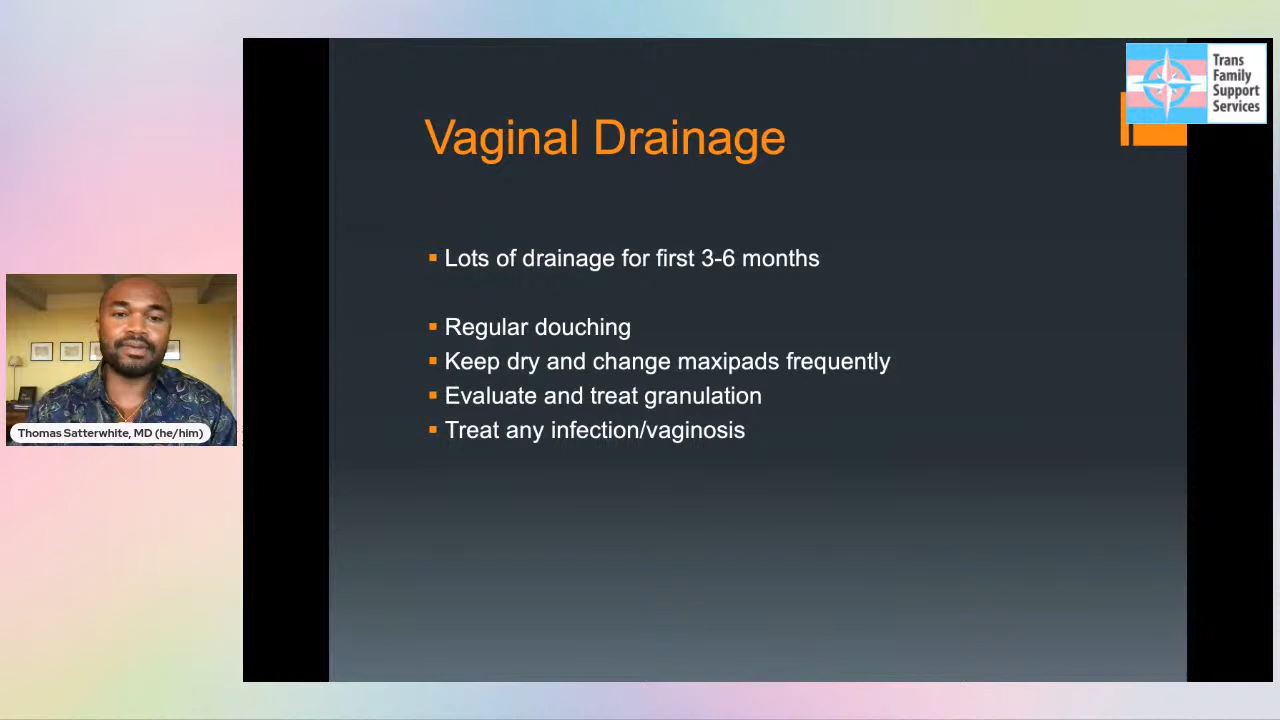 Trans
Family
Support
Services
Vaginal Drainage
Lots of drainage for first 3-6 months
Regular douching
Keep dry and change maxipads frequently
Evaluate and treat granulation
Treat any infection/vaginosis
Thomas Satterwhite, MD (he/him)